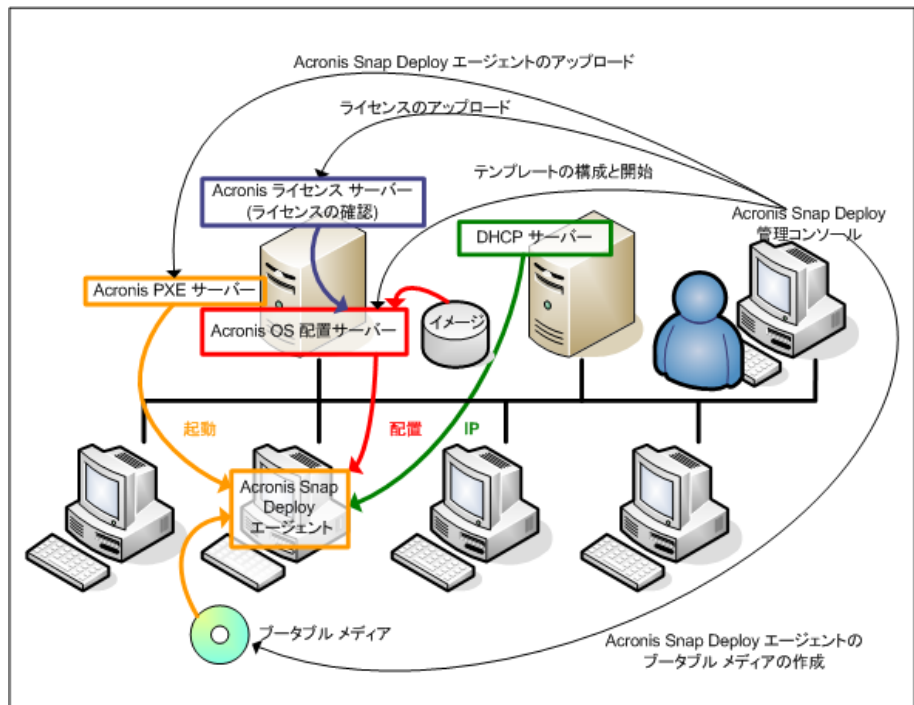 Acronis Snap Deploy エージェントのアップロード
ライセンスのアップロード
テンプレートの構成と開始
Acronis ライセンス サーバー
(ライセンスの確認)
DHCP サーバー
Acronis Snap Deploy
管理コンソール
Acronis PXE サーバー
Acronis OS 配置サーバー
イメージ
起動
配置
IP
Acronis Snap
Deploy
エージェント
ブータブル メディア
Acronis Snap Deploy エージェントの
ブータブル メディアの作成